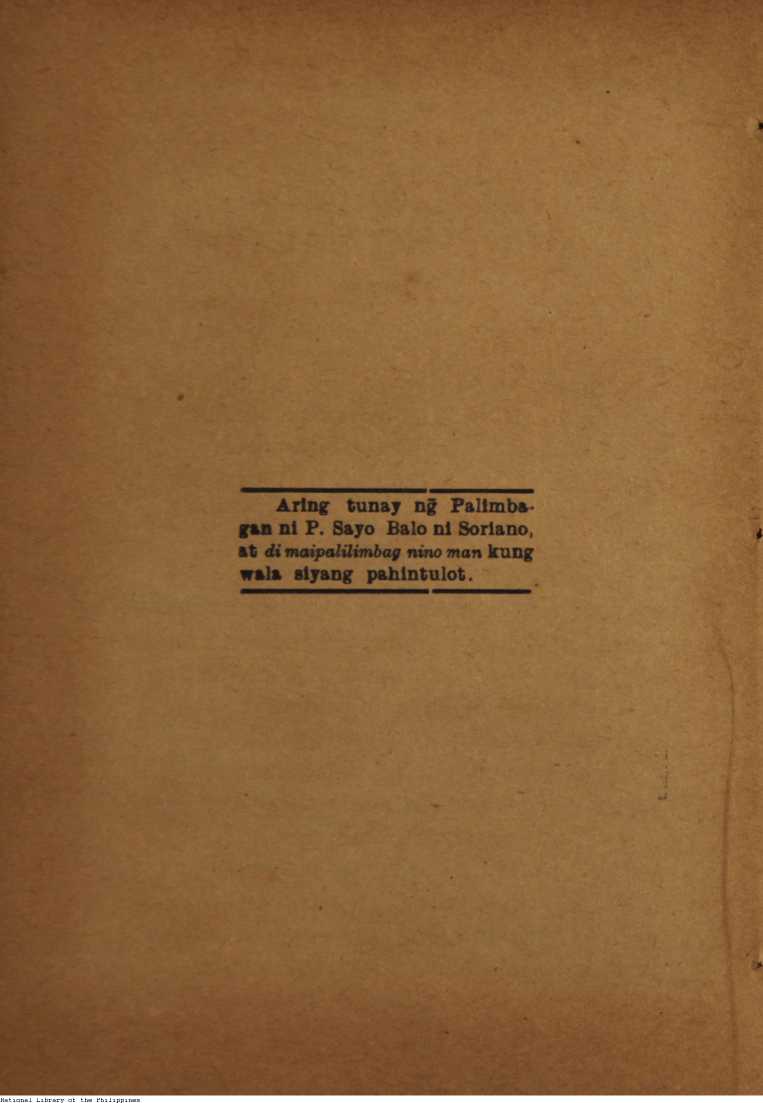 Aring tunay ng̃ Palimba-
gan ni P. Sayo Balo ni Soriano,
at di maipalilimbag nino man kung
wala siyang pahintulot.
National Library of the Philippines